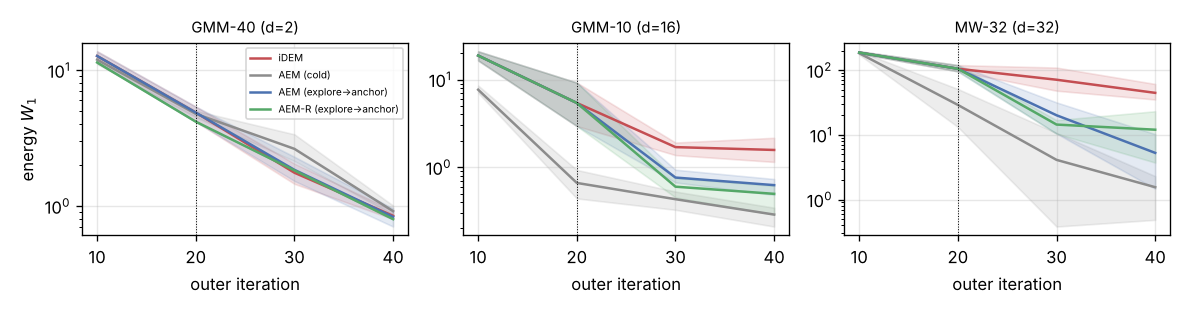 GMM-40 (d=2)
energy W₁
10¹
10⁰
iDEM
AEM (cold)
AEM (explore→anchor)
AEM-R (explore→anchor)
10 20 30 40
outer iteration
GMM-10 (d=16)
10¹
10⁰
10 20 30 40
outer iteration
MW-32 (d=32)
10²
10¹
10⁰
10 20 30 40
outer iteration